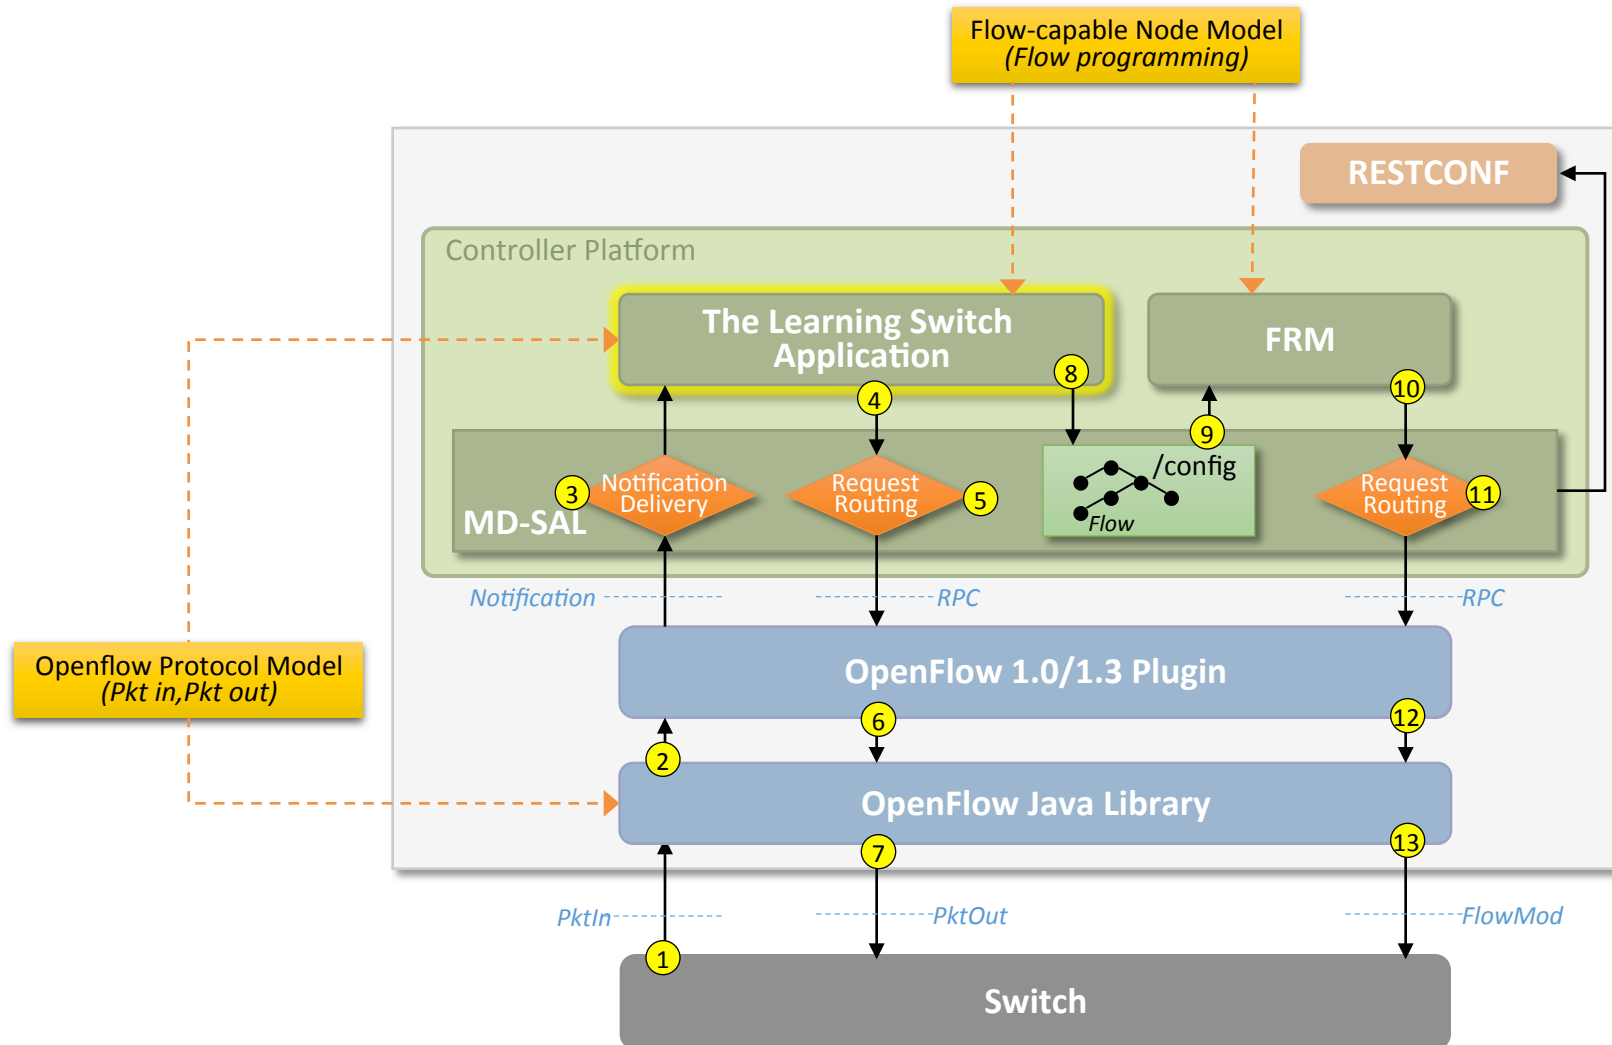 Flow-capable Node Model
(Flow programming)
RESTCONF
Controller Platform
The Learning Switch
Application
FRM
8
4
10
9
/config
Flow
3
Notification
Delivery
Request
Routing
5
Request
Routing
11
MD-SAL
Notification
RPC
RPC
Openflow Protocol Model
(Pkt in,Pkt out)
OpenFlow 1.0/1.3 Plugin
6
12
2
OpenFlow Java Library
7
13
PktIn
PktOut
FlowMod
1
Switch